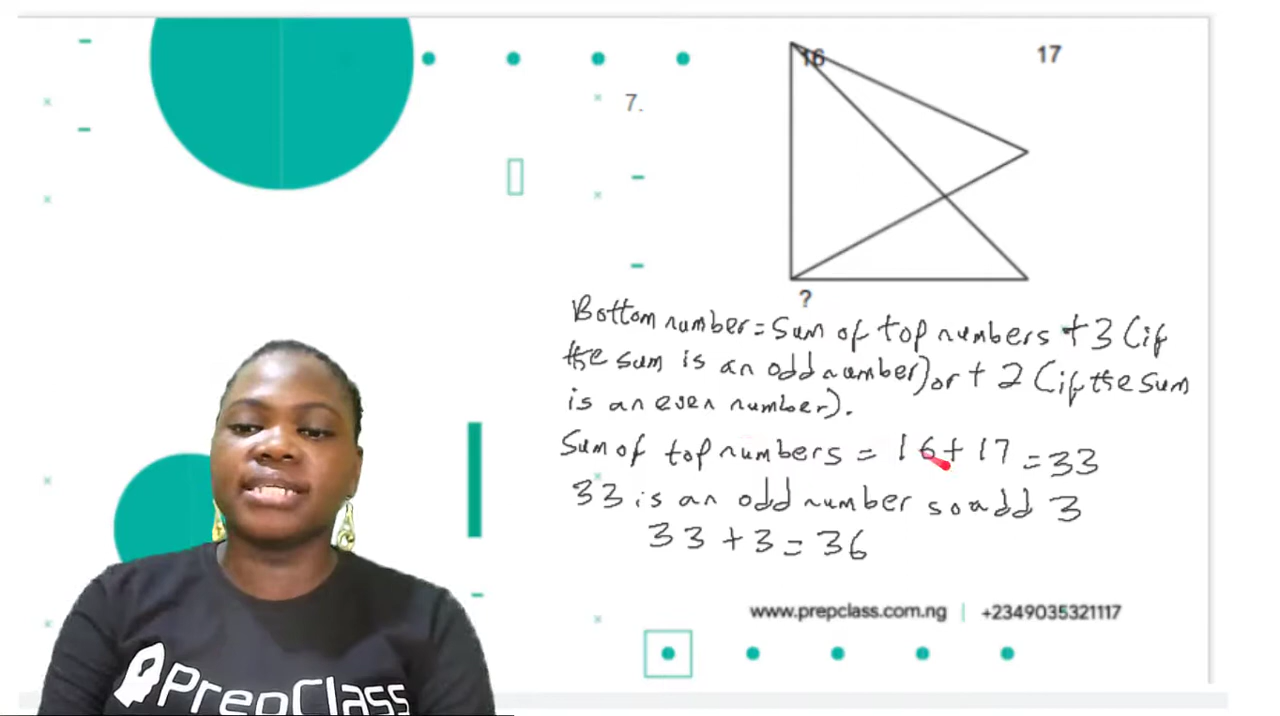 16
17
7.
?
Bottom number = Sum of top numbers + 3 (if
the sum is an odd number) or + 2 (if the sum
is an even number).
Sum of top numbers = 16 + 17 = 33
33 is an odd number so add 3
33 + 3 = 36
www.prepclass.com.ng | +2349035321117
PrepClass